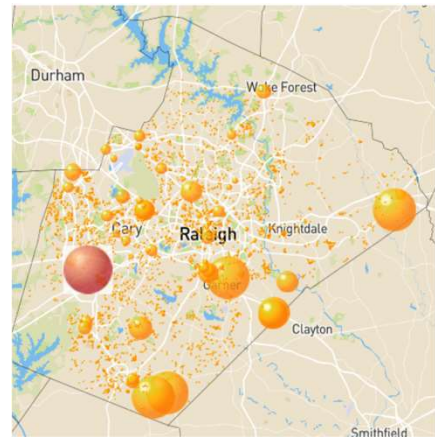 Durham
Wake Forest
Cary
Raleigh
Knightdale
Garner
Clayton
Smithfield